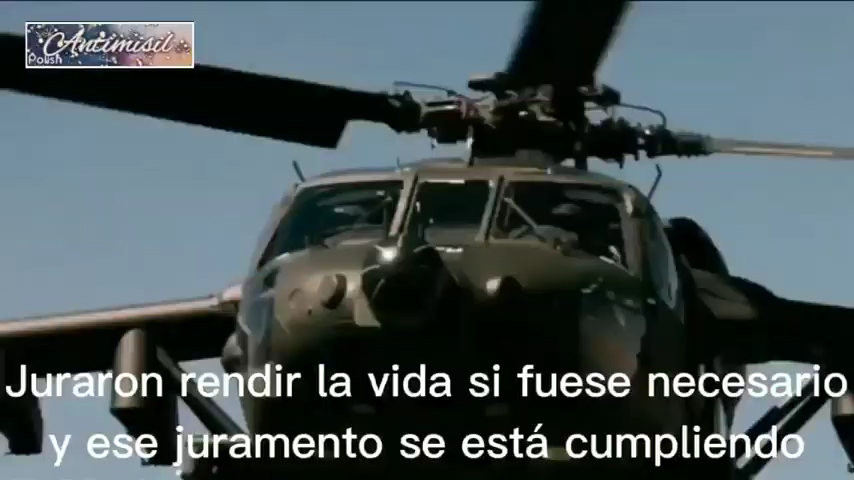 Antimisil
Polish
Juraron rendir la vida si fuese necesario
y ese juramento se está cumpliendo